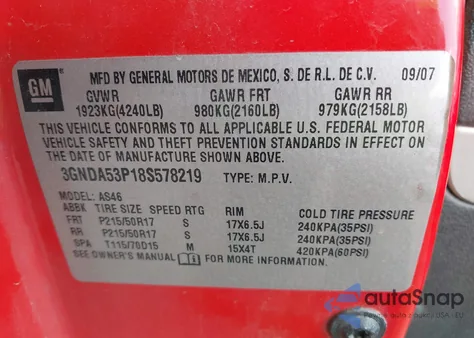 GM
MFD BY GENERAL MOTORS DE MEXICO, S. DE R.L. DE C.V. 09/07
GVWR GAWR FRT GAWR RR
1923KG(4240LB) 980KG(2160LB) 979KG(2158LB)
THIS VEHICLE CONFORMS TO ALL APPLICABLE U.S. FEDERAL MOTOR
VEHICLE SAFETY AND THEFT PREVENTION STANDARDS IN EFFECT ON THE
DATE OF MANUFACTURE SHOWN ABOVE.
3GNDA53P18S578219 TYPE: M.P.V.
MODEL: AS46
ABBK TIRE SIZE SPEED RTG RIM COLD TIRE PRESSURE
FRT P215/50R17 S 17X6.5J 240KPA(35PSI)
RR P215/50R17 S 17X6.5J 240KPA(35PSI)
SPA T115/70D15 M 15X4T 420KPA(60PSI)
SEE OWNER'S MANUAL FOR MORE INFORMATION.
autoSnap